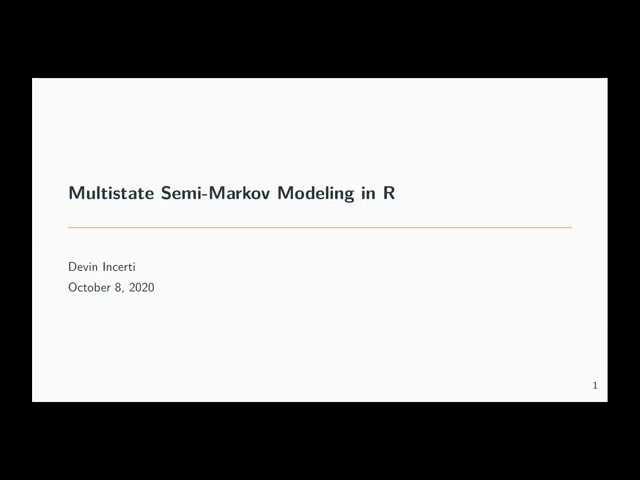 Multistate Semi-Markov Modeling in R
Devin Incerti
October 8, 2020
1